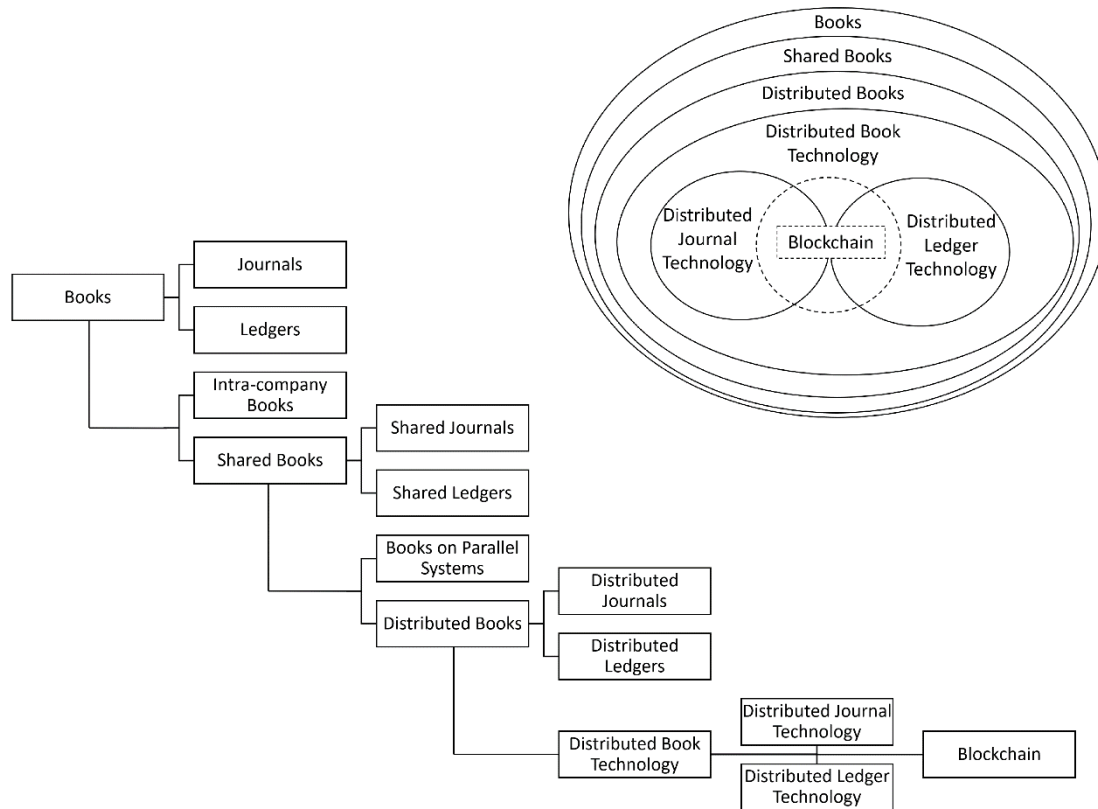 Books
Shared Books
Distributed Books
Distributed Book
Technology
Distributed
Journal
Technology
Blockchain
Distributed
Ledger
Technology
Journals
Books
Ledgers
Intra-company
Books
Shared Books
Shared Journals
Shared Ledgers
Books on Parallel
Systems
Distributed Books
Distributed
Journals
Distributed
Ledgers
Distributed Book
Technology
Distributed Journal
Technology
Distributed Ledger
Technology
Blockchain